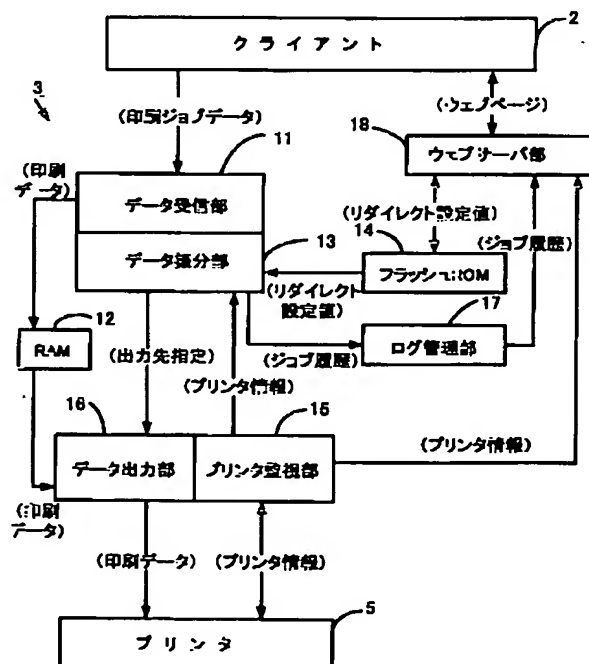 2
クライアント
3
(印刷ジョブデータ)
(ウェブページ)
18
11
ウェブサーバ部
(印刷
データ)
データ受信部
(リダイレクト設定値)
13
14
(ジョブ履歴)
データ振分部
フラッシュROM
(リダイレクト
設定値)
17
12
RAM
(出力先指定)
(ジョブ履歴)
ログ管理部
(プリンタ情報)
16
15
(プリンタ情報)
データ出力部
プリンタ監視部
(印刷
データ)
(印刷データ)
(プリンタ情報)
5
プリンタ